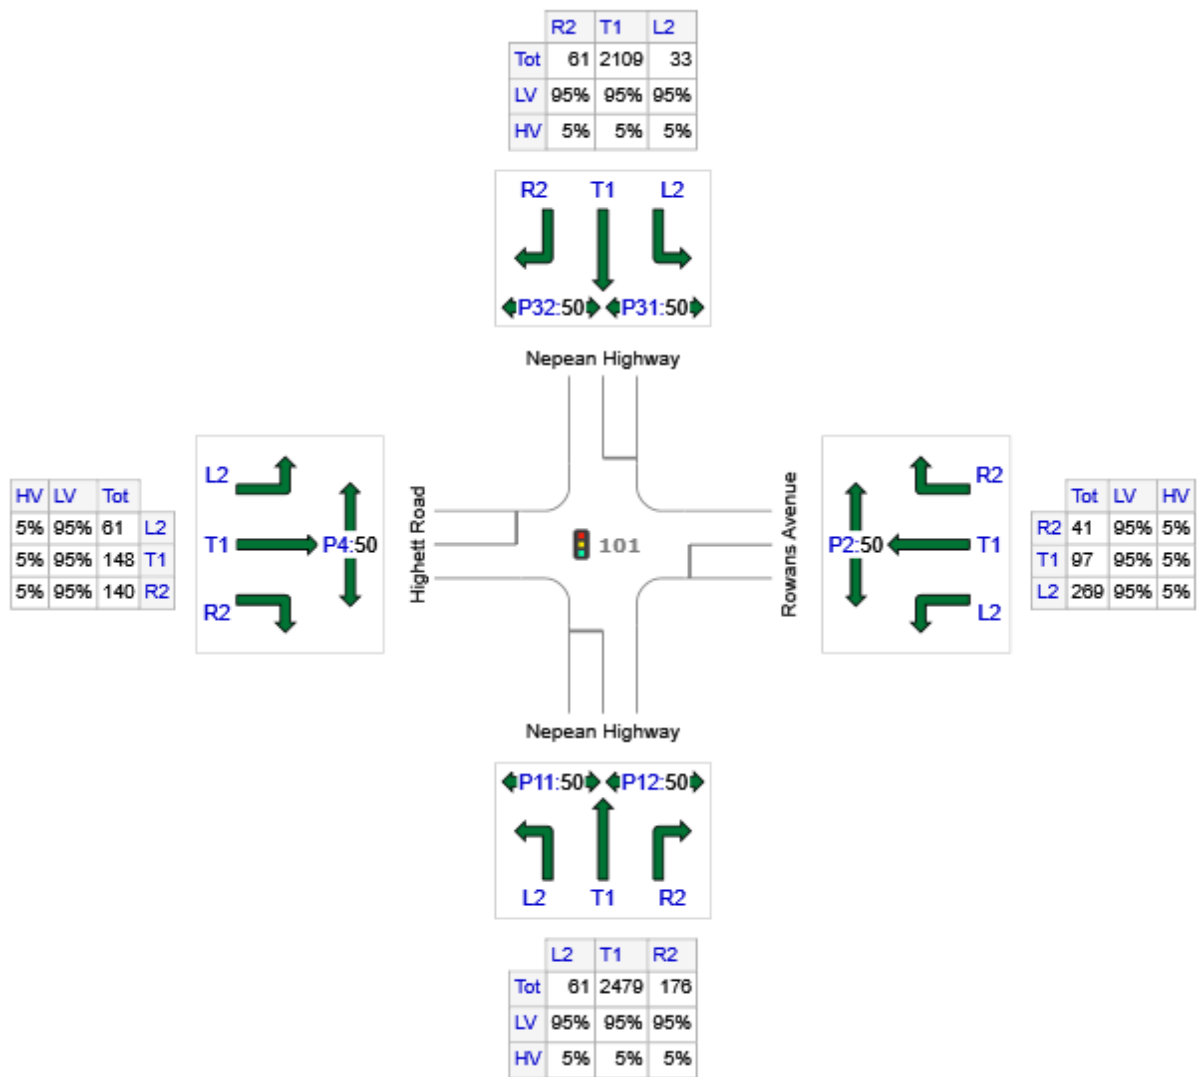 R2 T1 L2
Tot 61 2109 33
LV 95% 95% 95%
HV 5% 5% 5%
R2 T1 L2
P32:50 P31:50
Nepean Highway
HV LV Tot
5% 95% 61 L2
5% 95% 148 T1
5% 95% 140 R2
L2
T1 P4:50
R2
Highett Road
101
Rowans Avenue
R2
P2:50 T1
L2
Tot LV HV
R2 41 95% 5%
T1 97 95% 5%
L2 269 95% 5%
Nepean Highway
P11:50 P12:50
L2 T1 R2
L2 T1 R2
Tot 61 2479 176
LV 95% 95% 95%
HV 5% 5% 5%